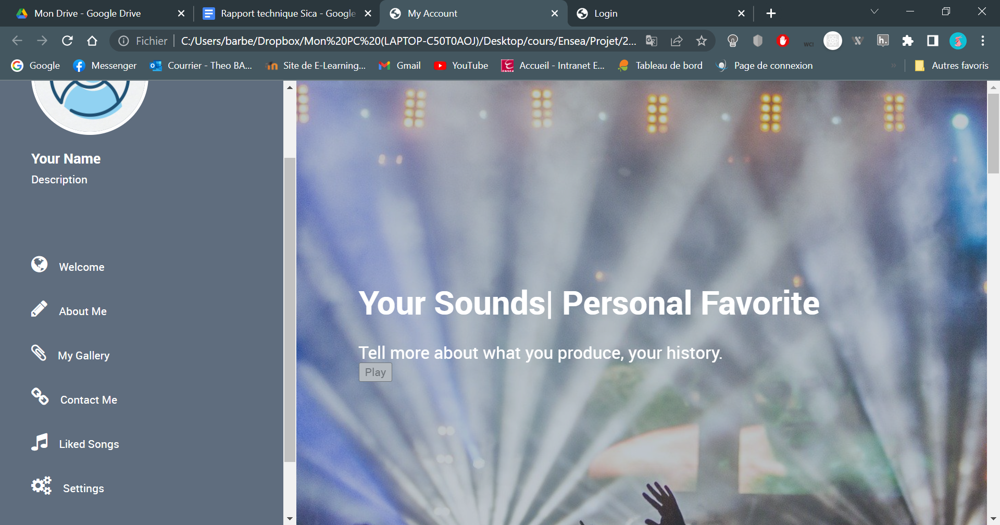 Mon Drive - Google Drive
Rapport technique Sica - Google
My Account
Login
Fichier
C:/Users/barbe/Dropbox/Mon%20PC%20(LAPTOP-C50T0AOJ)/Desktop/cours/Ensea/Projet/2...
WC!
h.
Google
Messenger
Courrier - Theo BA...
Site de E-Learning...
Gmail
YouTube
Accueil - Intranet E...
Tableau de bord
Page de connexion
»
Autres favoris
Your Name
Description
Welcome
About Me
My Gallery
Contact Me
Liked Songs
Settings
Your Sounds| Personal Favorite
Tell more about what you produce, your history.
Play